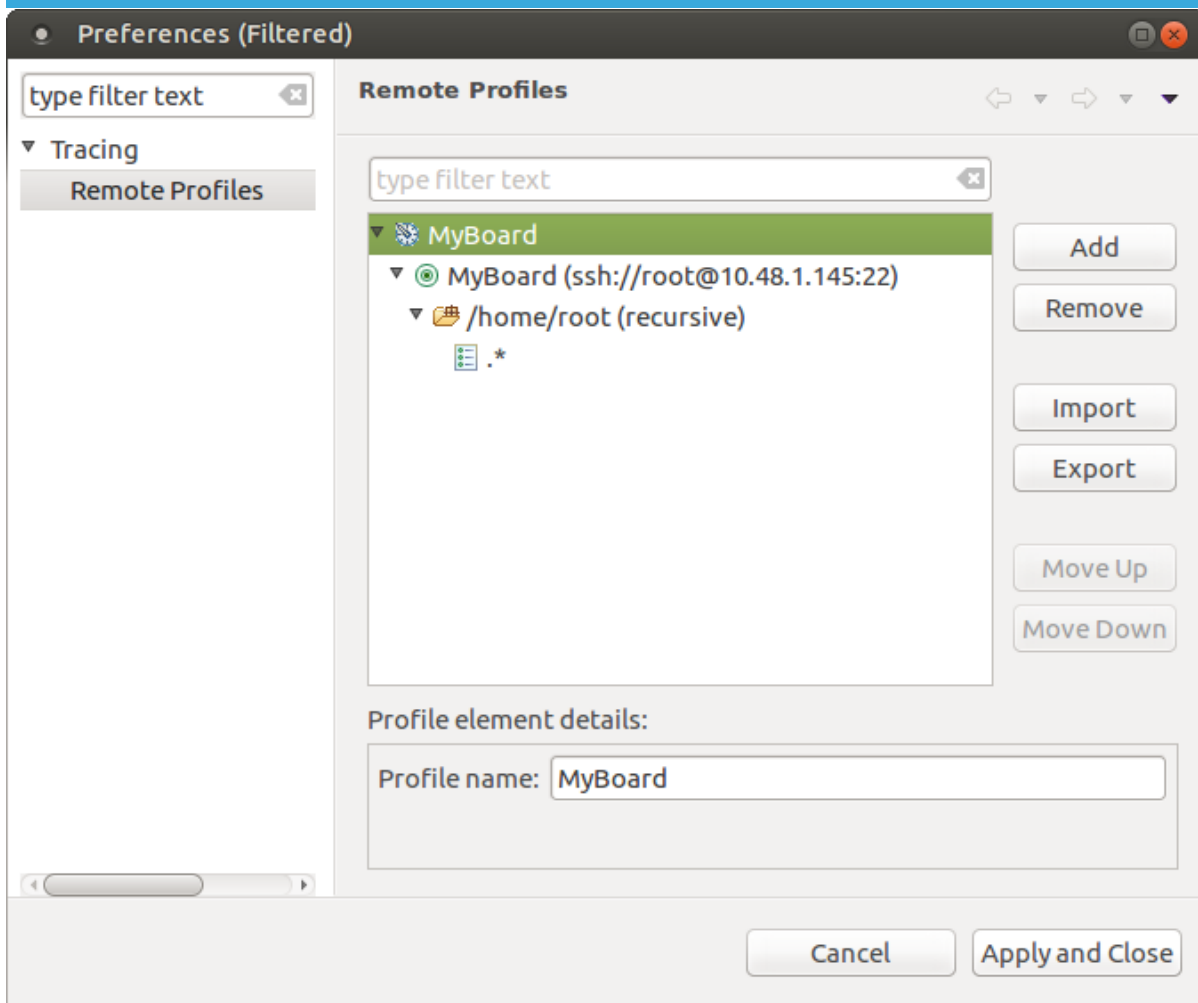 Preferences (Filtered)
type filter text
Tracing
Remote Profiles
Remote Profiles
type filter text
MyBoard
MyBoard (ssh://root@10.48.1.145:22)
/home/root (recursive)
.*
Add
Remove
Import
Export
Move Up
Move Down
Profile element details:
Profile name: MyBoard
Cancel
Apply and Close